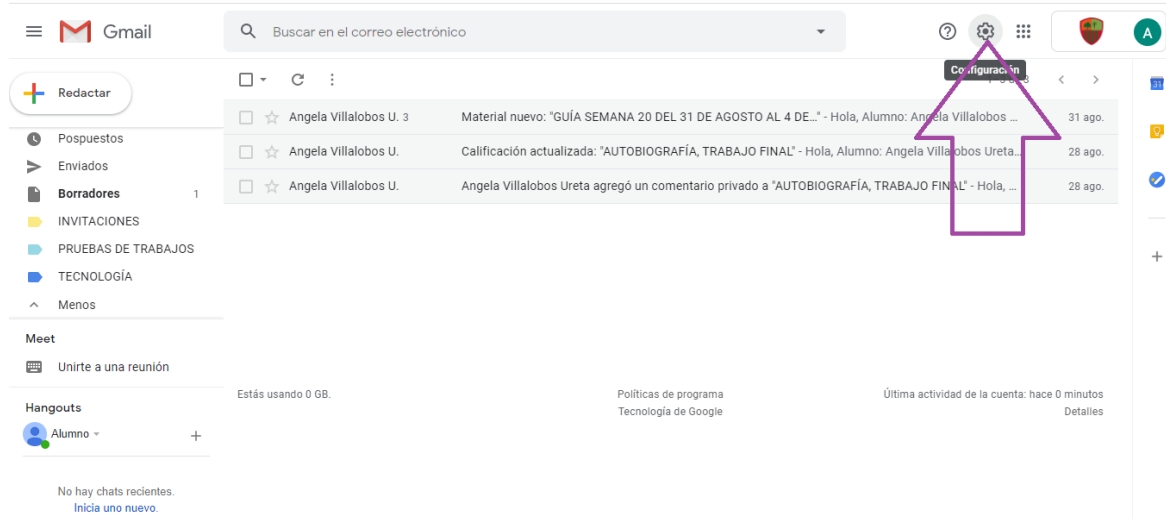 Gmail
Buscar en el correo electrónico
Configuración
Redactar
Pospuestos
Enviados
Borradores 1
INVITACIONES
PRUEBAS DE TRABAJOS
TECNOLOGÍA
Menos
Meet
Unirte a una reunión
Hangouts
Alumno
No hay chats recientes.
Inicia uno nuevo.
Angela Villalobos U. 3 Material nuevo: "GUÍA SEMANA 20 DEL 31 DE AGOSTO AL 4 DE..." - Hola, Alumno: Angela Villalobos ... 31 ago.
Angela Villalobos U. Calificación actualizada: "AUTOBIOGRAFÍA, TRABAJO FINAL" - Hola, Alumno: Angela Villalobos Ureta... 28 ago.
Angela Villalobos U. Angela Villalobos Ureta agregó un comentario privado a "AUTOBIOGRAFÍA, TRABAJO FINAL" - Hola, ... 28 ago.
Estás usando 0 GB.
Políticas de programa
Tecnología de Google
Última actividad de la cuenta: hace 0 minutos
Detalles
A
31